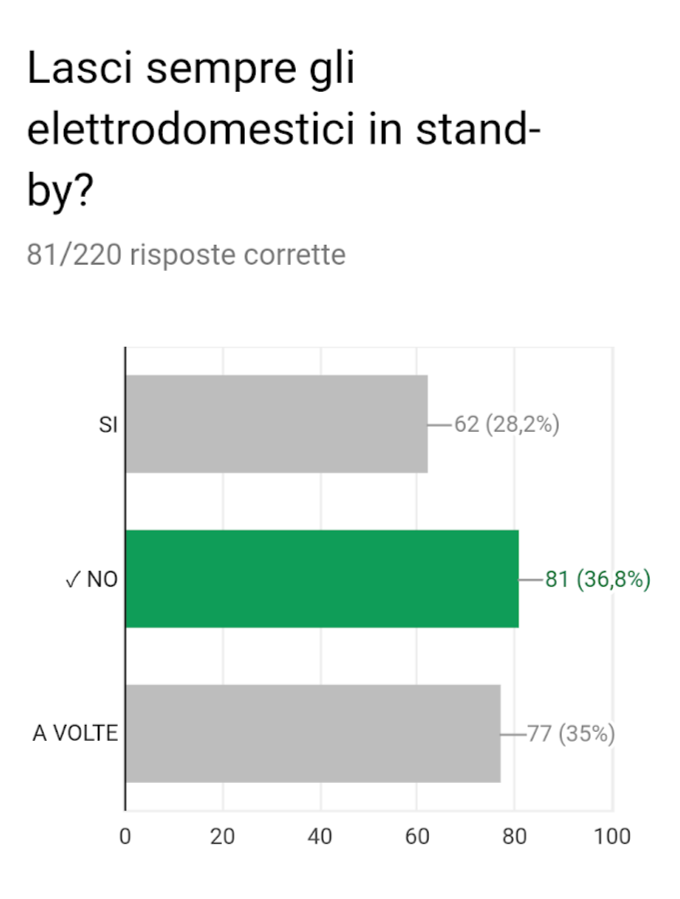 Lasci sempre gli
elettrodomestici in stand-
by?
81/220 risposte corrette
SI
62 (28,2%)
✓ NO
81 (36,8%)
A VOLTE
77 (35%)
0 20 40 60 80 100